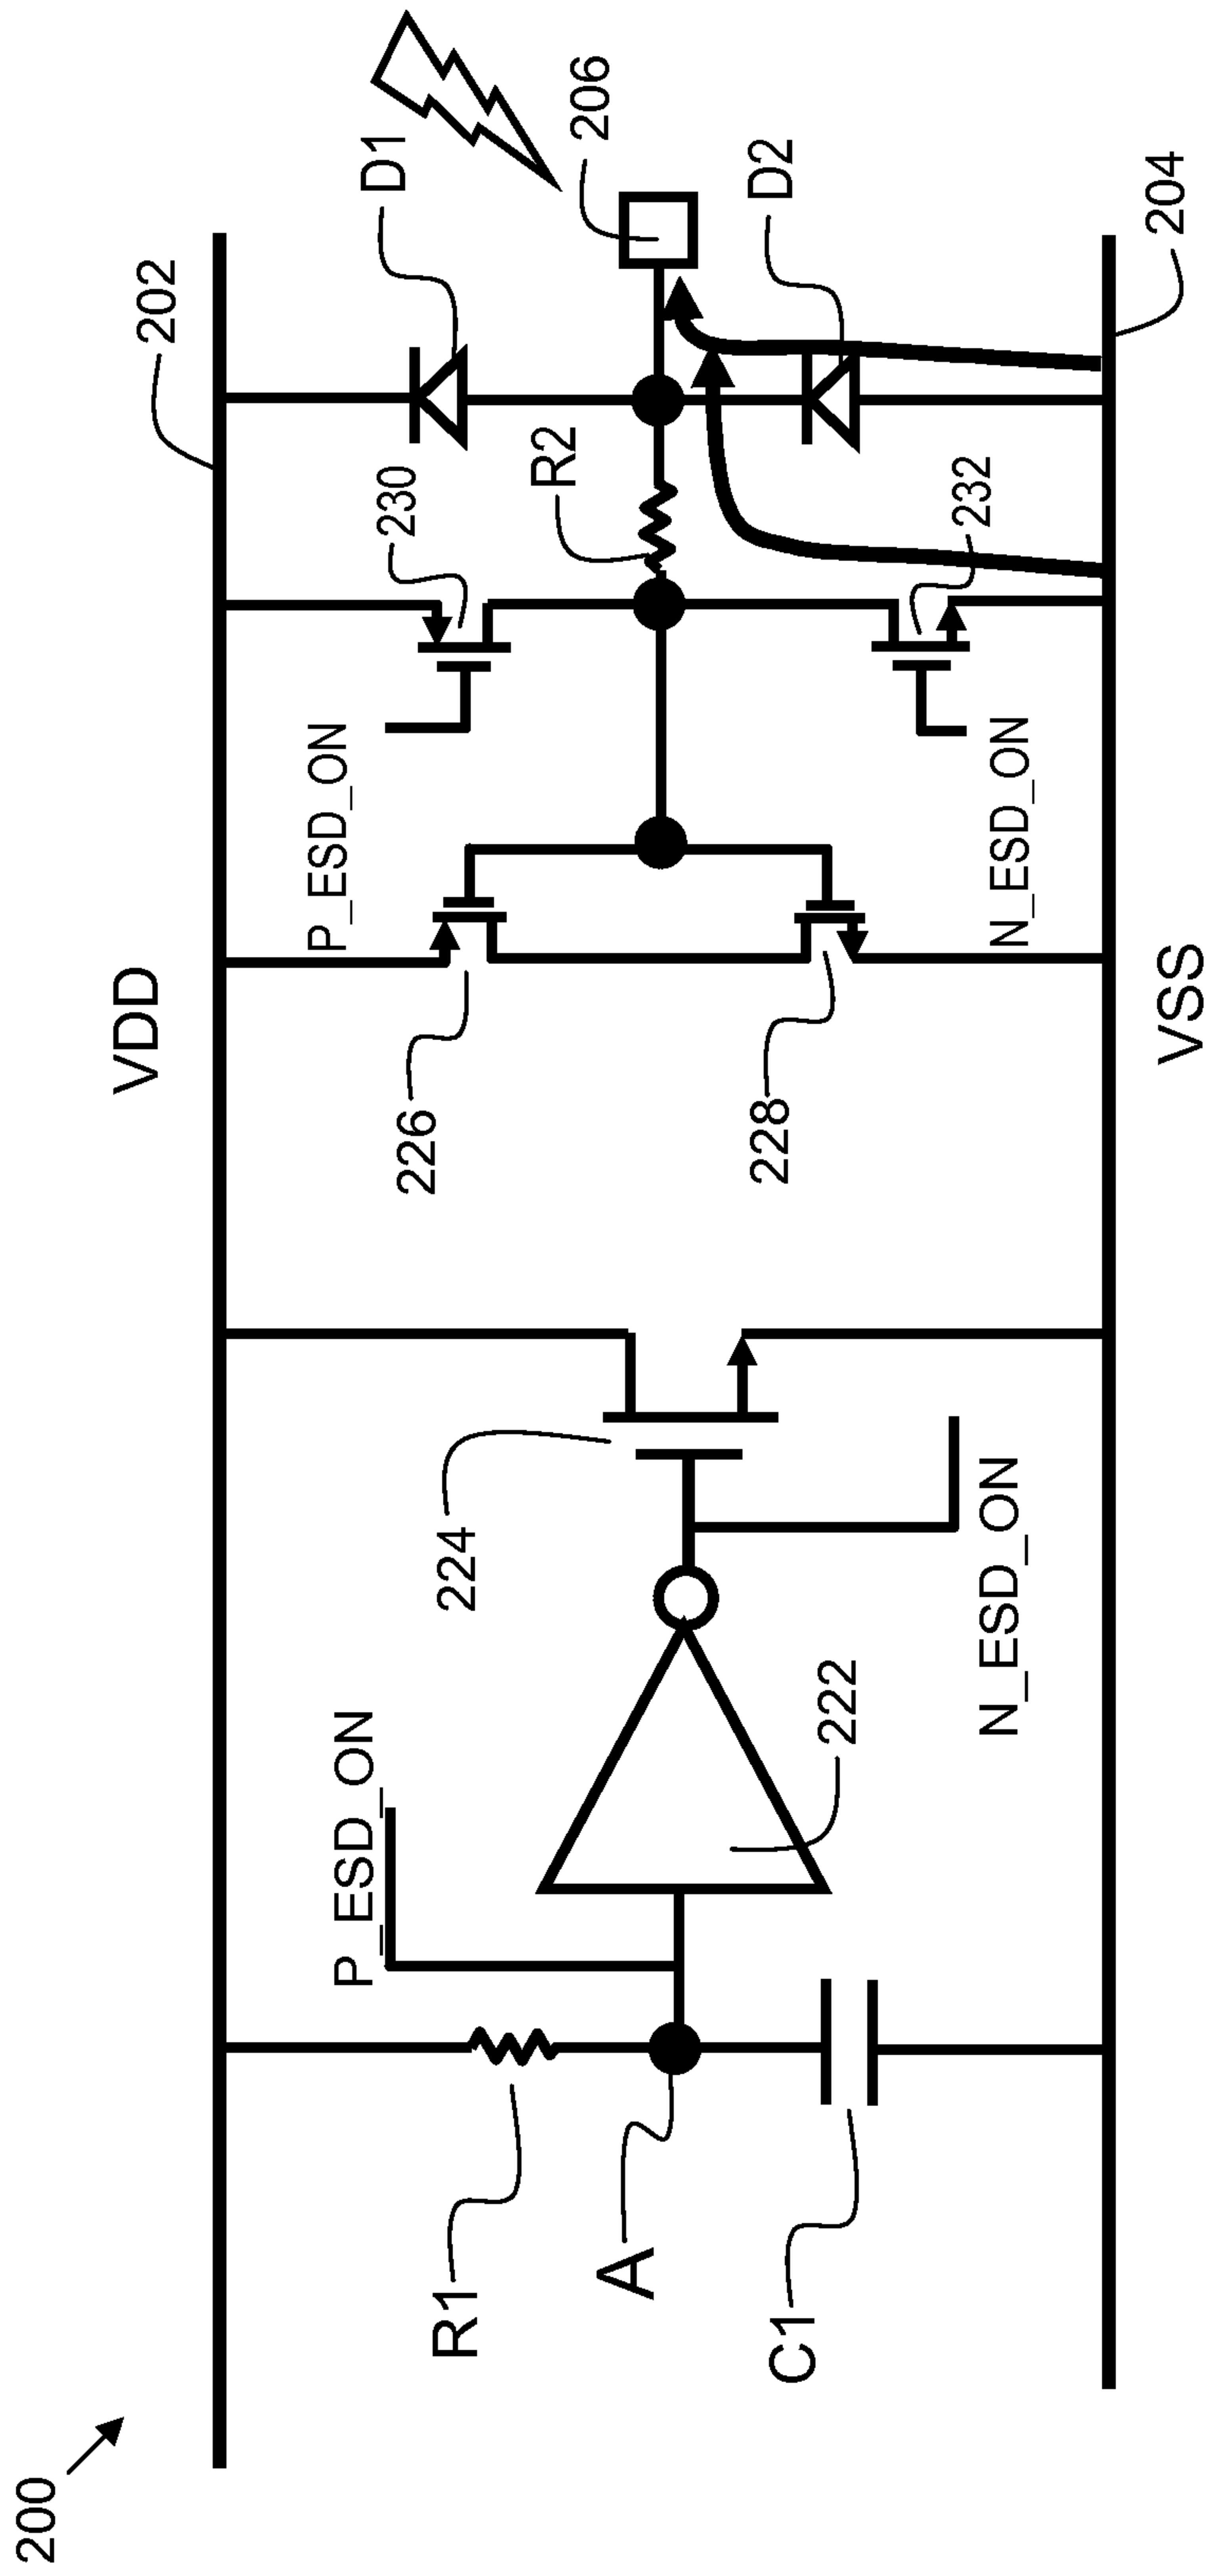 200
VDD
202
D1
206
230
R2
D2
204
P_ESD_ON
232
N_ESD_ON
226
228
VSS
224
P_ESD_ON
222
N_ESD_ON
R1
A
C1